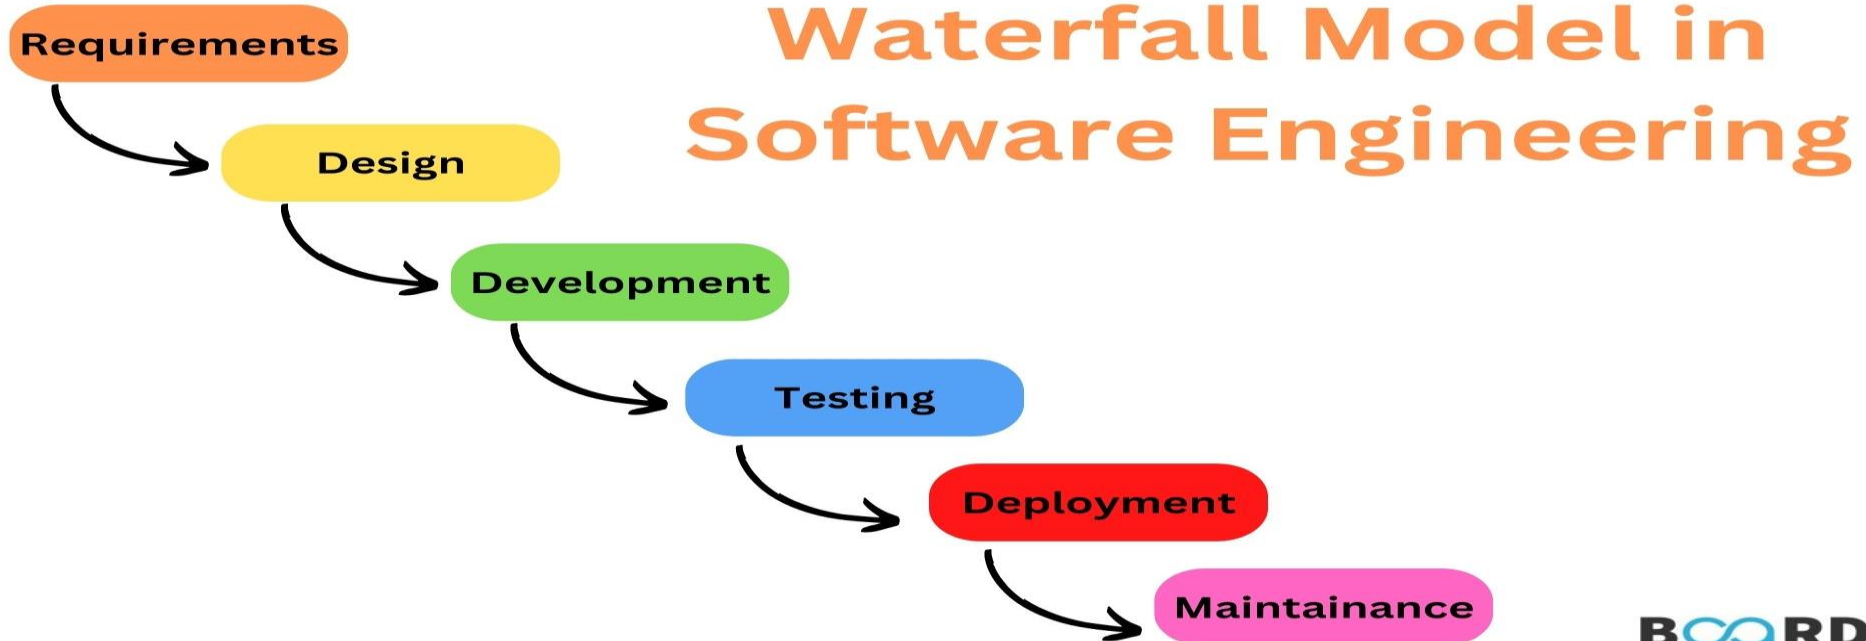 Waterfall Model in
Software Engineering
Requirements
Design
Development
Testing
Deployment
Maintainance